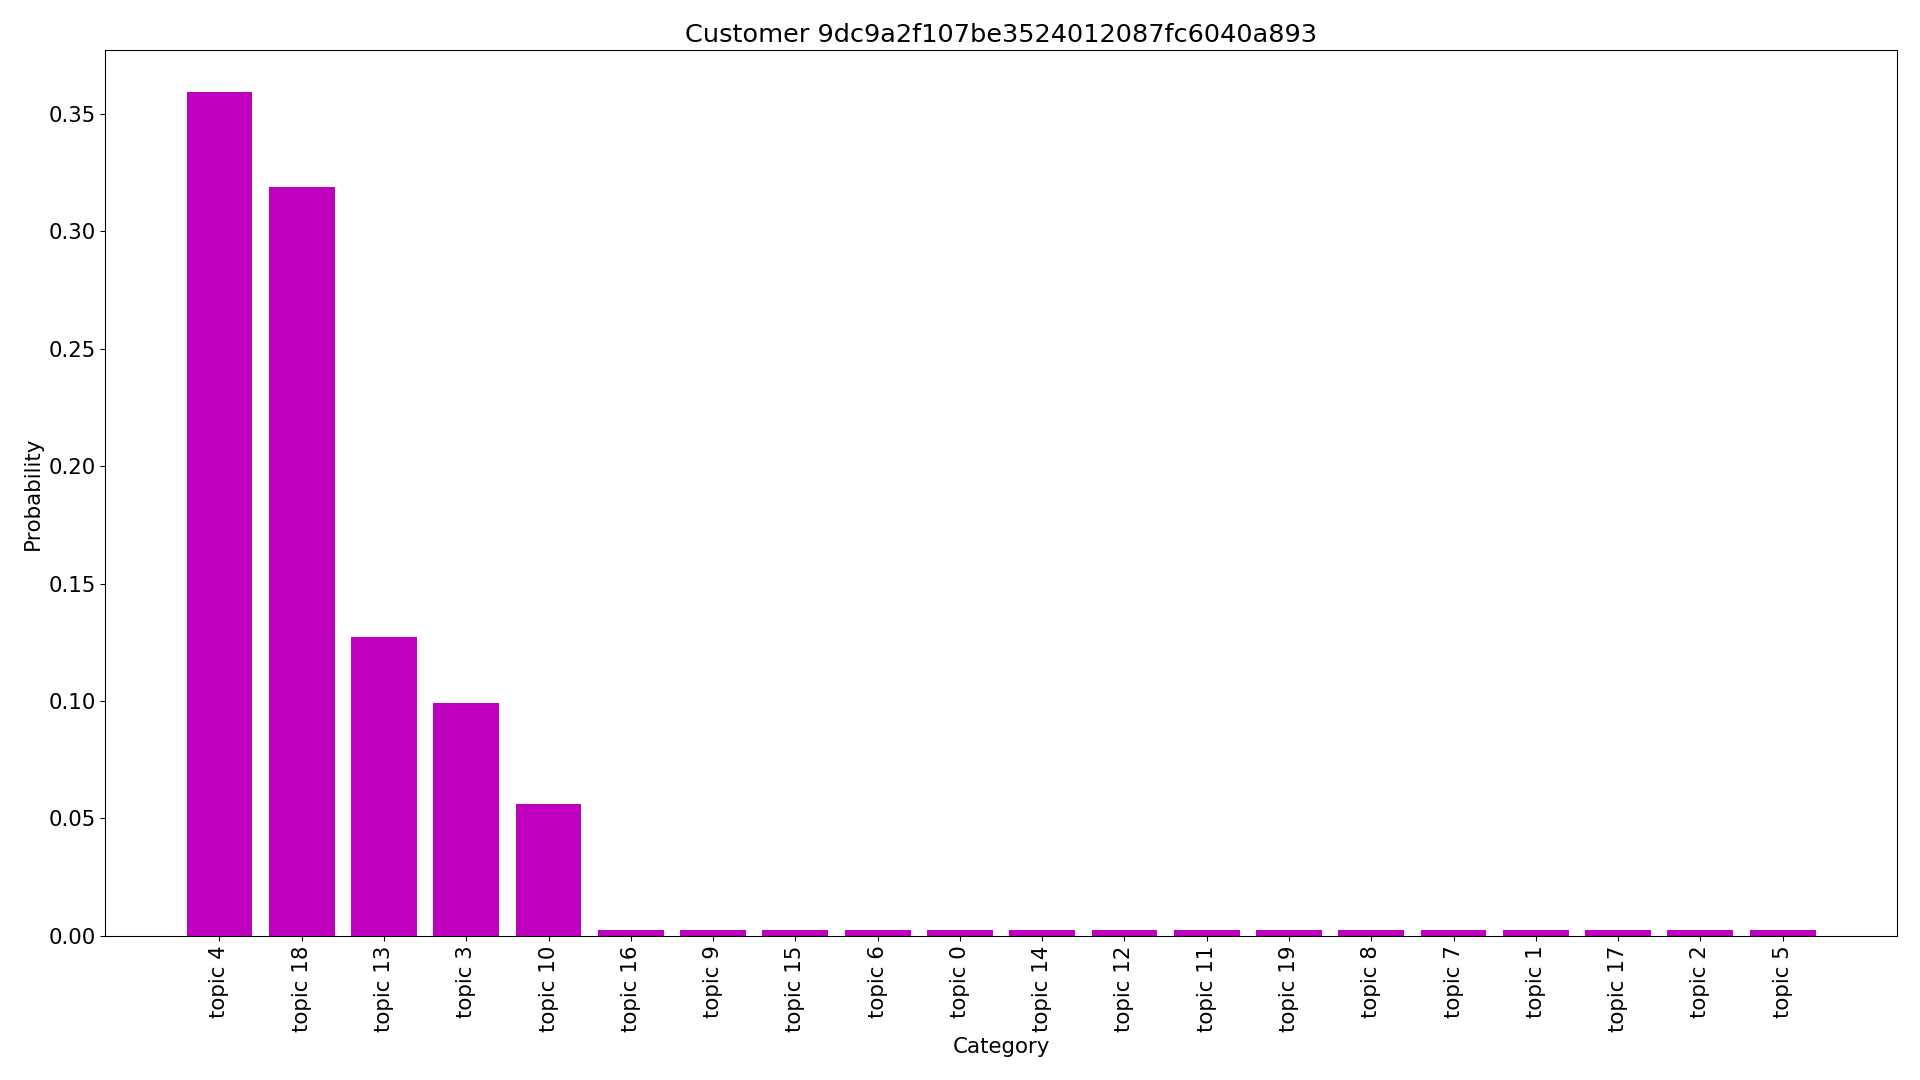 Customer 9dc9a2f107be3524012087fc6040a893
Probability
0.35
0.30
0.25
0.20
0.15
0.10
0.05
0.00
topic 4
topic 18
topic 13
topic 3
topic 10
topic 16
topic 9
topic 15
topic 6
topic 0
topic 14
topic 12
topic 11
topic 19
topic 8
topic 7
topic 1
topic 17
topic 2
topic 5
Category